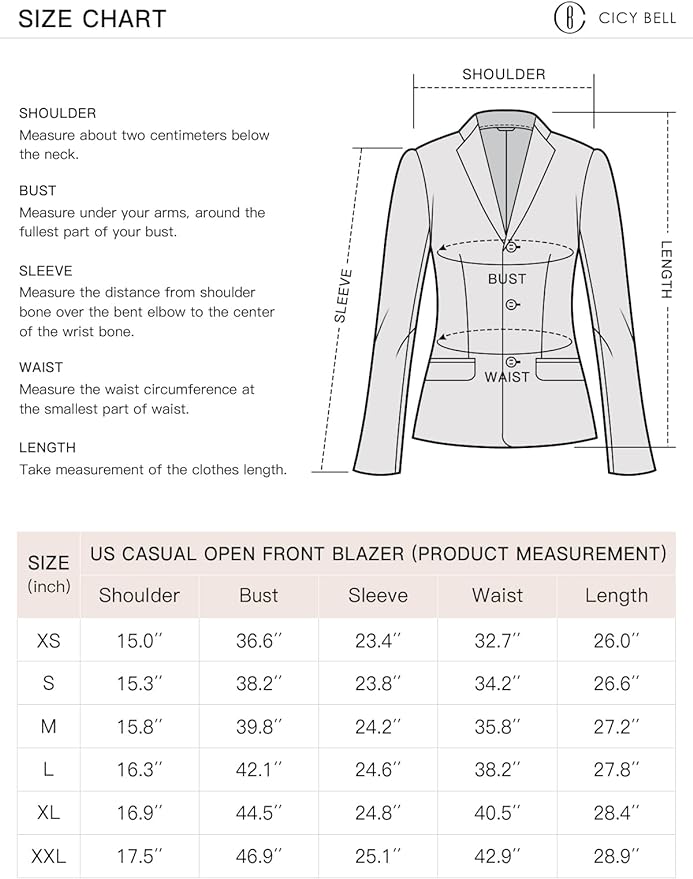 SIZE CHART
CICY BELL
SHOULDER
Measure about two centimeters below
the neck.
BUST
Measure under your arms, around the
fullest part of your bust.
SLEEVE
Measure the distance from shoulder
bone over the bent elbow to the center
of the wrist bone.
WAIST
Measure the waist circumference at
the smallest part of waist.
LENGTH
Take measurement of the clothes length.
SHOULDER
SLEEVE
BUST
WAIST
LENGTH
SIZE
(inch)
US CASUAL OPEN FRONT BLAZER (PRODUCT MEASUREMENT)
Shoulder Bust Sleeve Waist Length
XS 15.0′′ 36.6′′ 23.4′′ 32.7′′ 26.0′′
S 15.3′′ 38.2′′ 23.8′′ 34.2′′ 26.6′′
M 15.8′′ 39.8′′ 24.2′′ 35.8′′ 27.2′′
L 16.3′′ 42.1′′ 24.6′′ 38.2′′ 27.8′′
XL 16.9′′ 44.5′′ 24.8′′ 40.5′′ 28.4′′
XXL 17.5′′ 46.9′′ 25.1′′ 42.9′′ 28.9′′